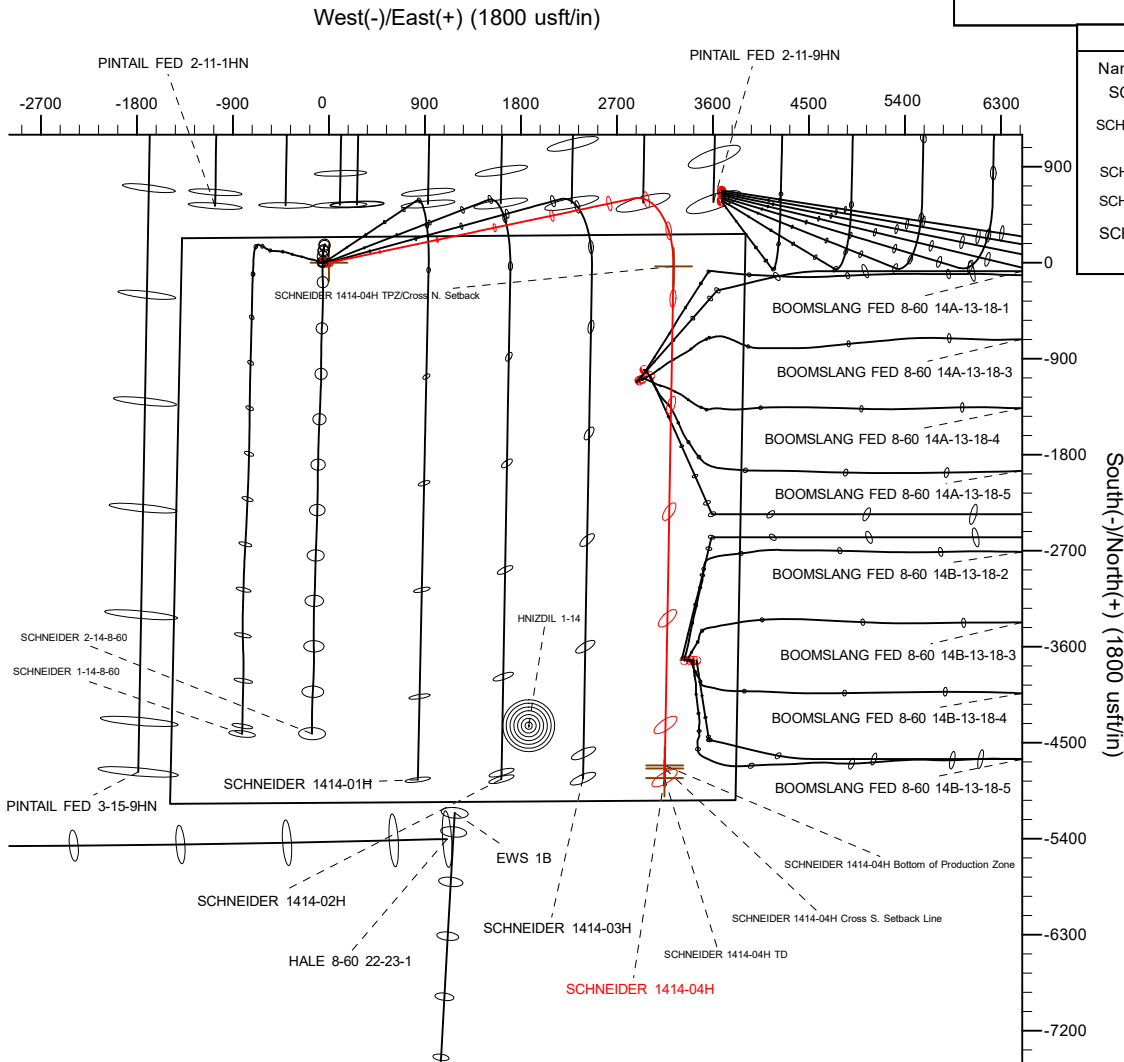 West(-)/East(+) (1800 usft/in)
PINTAIL FED 2-11-1HN
PINTAIL FED 2-11-9HN
-2700 -1800 -900 0 900 1800 2700 3600 4500 5400 6300
900
0
-900
-1800
-2700
-3600
-4500
-5400
-6300
-7200
South(-)/North(+) (1800 usft/in)
SCHNEIDER 1414-04H TPZ/Cross N. Setback
BOOMSLANG FED 8-60 14A-13-18-1
BOOMSLANG FED 8-60 14A-13-18-3
BOOMSLANG FED 8-60 14A-13-18-4
BOOMSLANG FED 8-60 14A-13-18-5
BOOMSLANG FED 8-60 14B-13-18-2
HNIZDIL 1-14
SCHNEIDER 2-14-8-60
BOOMSLANG FED 8-60 14B-13-18-3
SCHNEIDER 1-14-8-60
BOOMSLANG FED 8-60 14B-13-18-4
SCHNEIDER 1414-01H
BOOMSLANG FED 8-60 14B-13-18-5
PINTAIL FED 3-15-9HN
EWS 1B
SCHNEIDER 1414-04H Bottom of Production Zone
SCHNEIDER 1414-02H
SCHNEIDER 1414-04H Cross S. Setback Line
SCHNEIDER 1414-03H
SCHNEIDER 1414-04H TD
HALE 8-60 22-23-1
SCHNEIDER 1414-04H